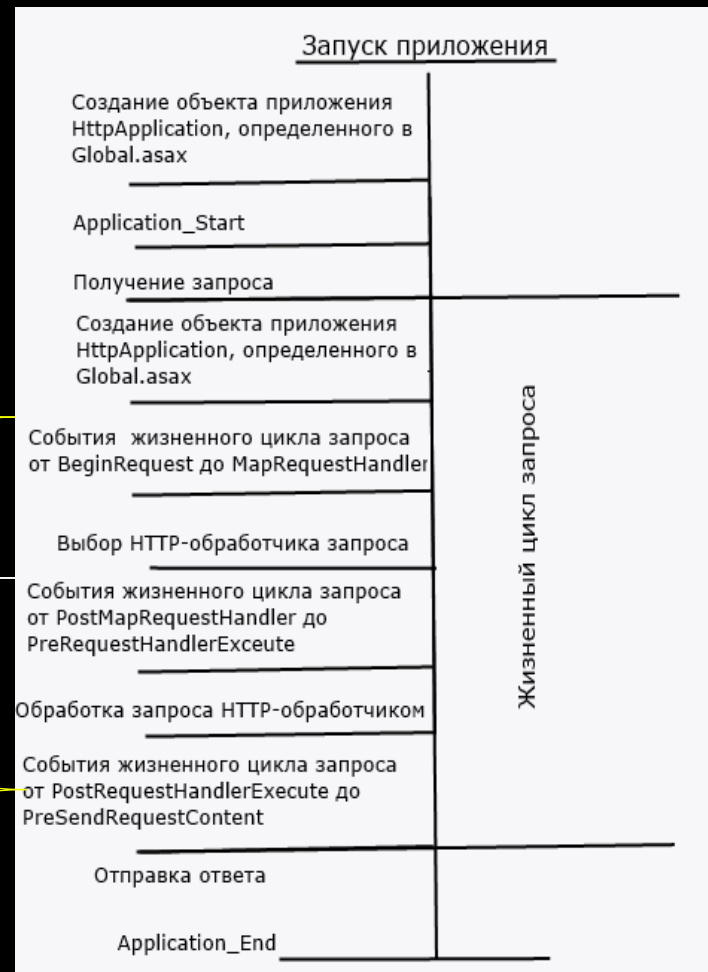 Запуск приложения
Создание объекта приложения
HttpApplication, определенного в
Global.asax
Application_Start
Получение запроса
Создание объекта приложения
HttpApplication, определенного в
Global.asax
События жизненного цикла запроса
от BeginRequest до MapRequestHandler
Выбор HTTP-обработчика запроса
События жизненного цикла запроса
от PostMapRequestHandler до
PreRequestHandlerExceute
Обработка запроса HTTP-обработчиком
События жизненного цикла запроса
от PostRequestHandlerExecute до
PreSendRequestContent
Отправка ответа
Application_End
Жизненный цикл запроса